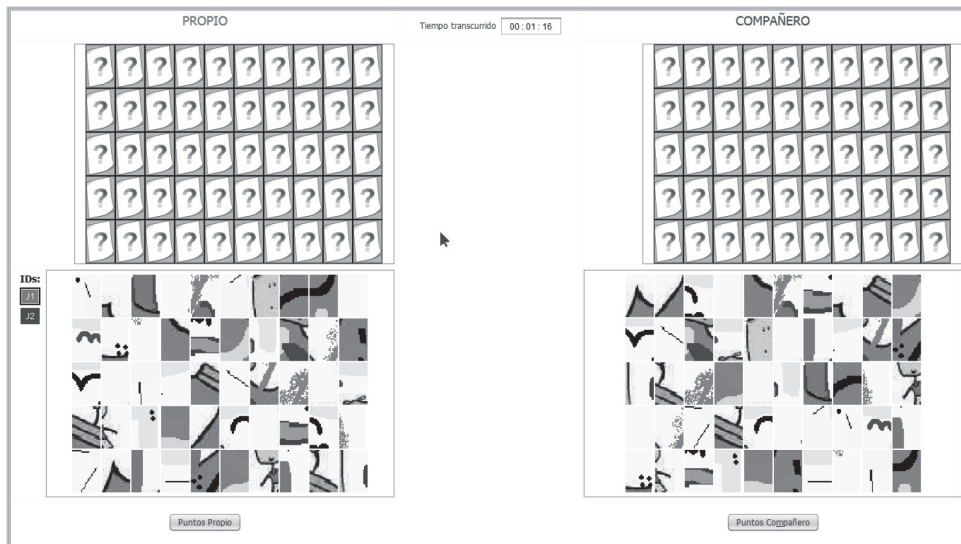 PROPIO
Tiempo transcurrido 00:01:16
COMPAÑERO
? ? ? ? ? ? ? ? ? ? ? ? ? ? ? ? ? ? ? ?
? ? ? ? ? ? ? ? ? ? ? ? ? ? ? ? ? ? ? ?
? ? ? ? ? ? ? ? ? ? ? ? ? ? ? ? ? ? ? ?
? ? ? ? ? ? ? ? ? ? ? ? ? ? ? ? ? ? ? ?
? ? ? ? ? ? ? ? ? ? ? ? ? ? ? ? ? ? ? ?
IDs:
J1
J2
Puntos Propio
Puntos Compañero